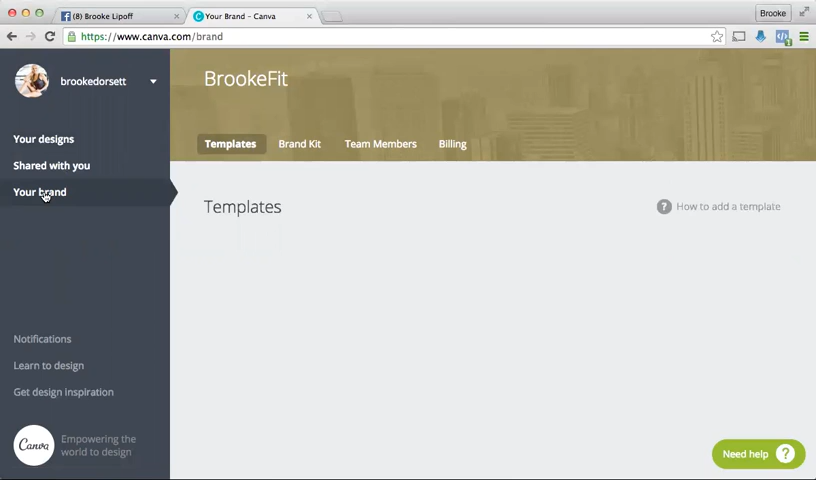 (8) Brooke Lipoff
Your Brand - Canva
Brooke
https://www.canva.com/brand
brookedorsett
Your designs
Shared with you
Your brand
Notifications
Learn to design
Get design inspiration
Canva
Empowering the
world to design
BrookeFit
Templates
Brand Kit
Team Members
Billing
Templates
? How to add a template
Need help ?